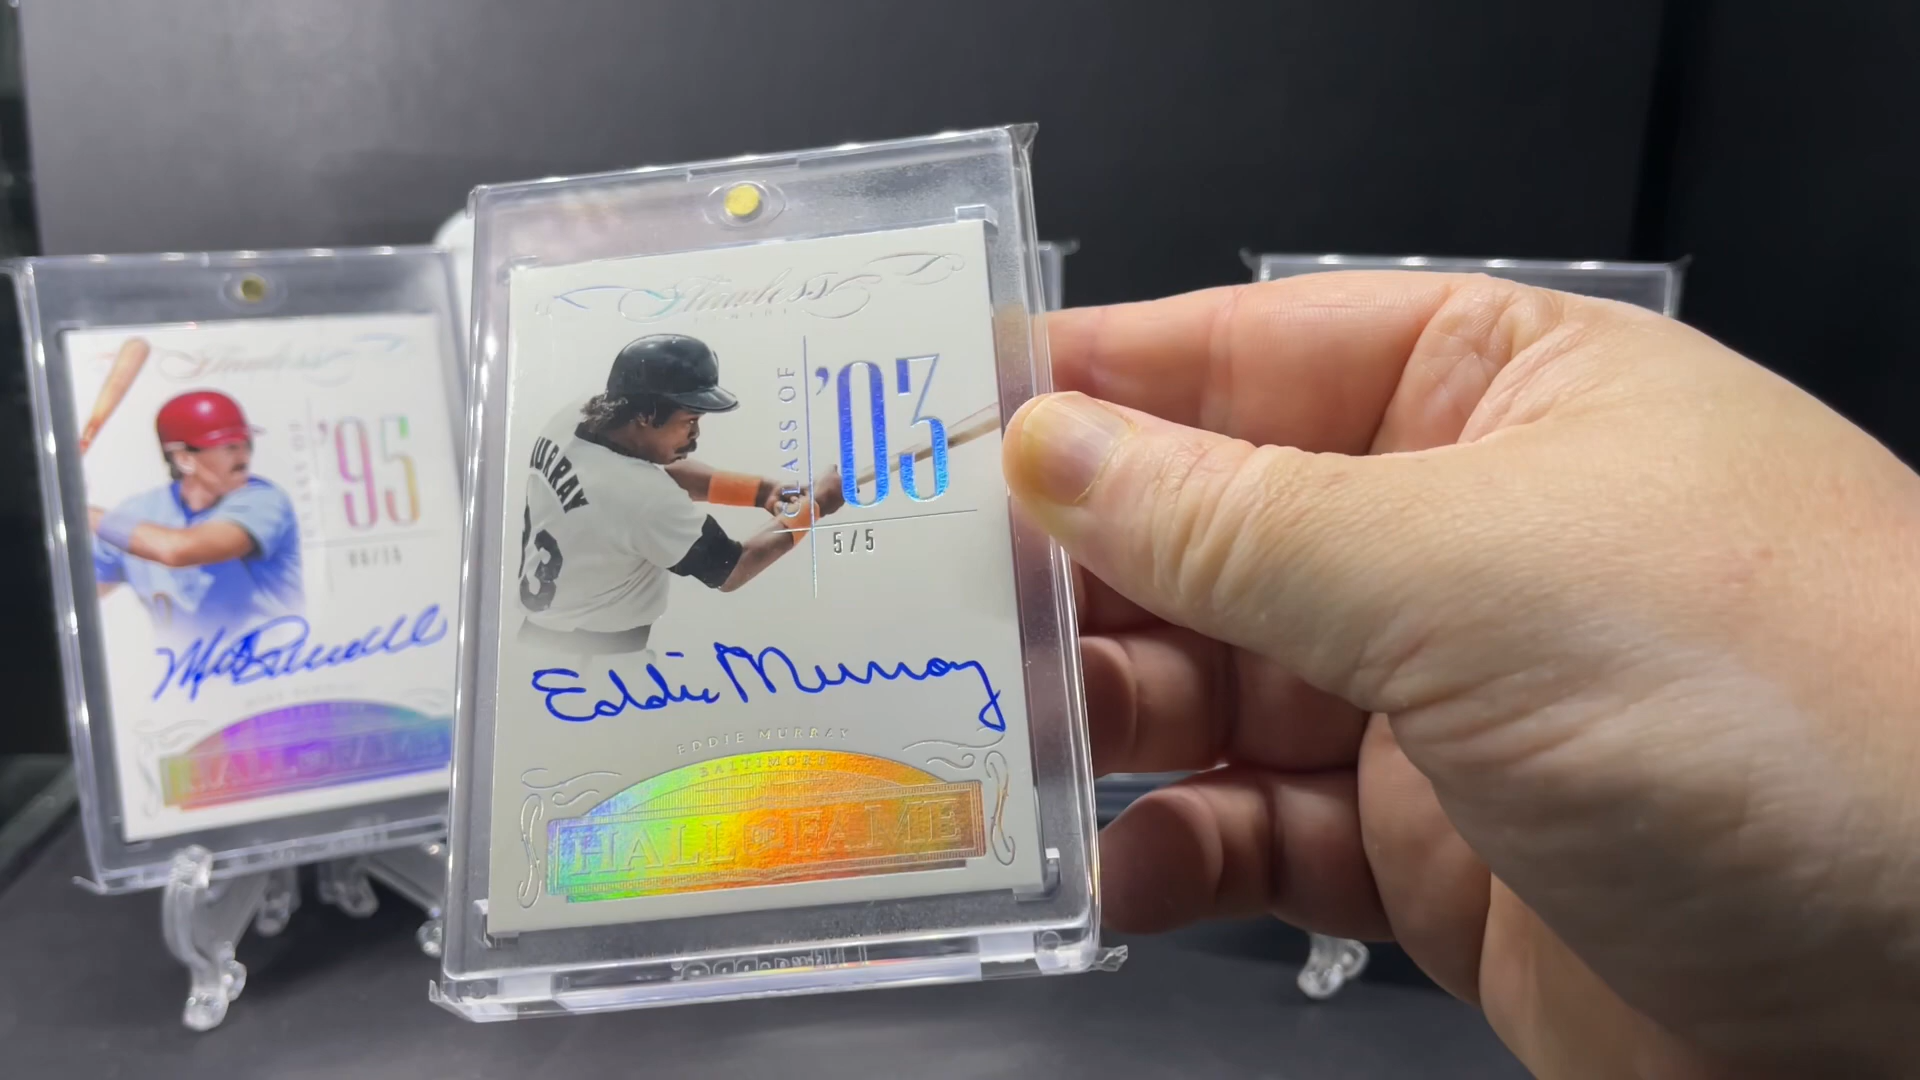 Flawless
CLASS OF
'03
5/5
MURRAY
33
Eddie Murray
EDDIE MURRAY
BALTIMORE
HALL OF FAME
Flawless
CLASS OF
'95
HALL OF FAME